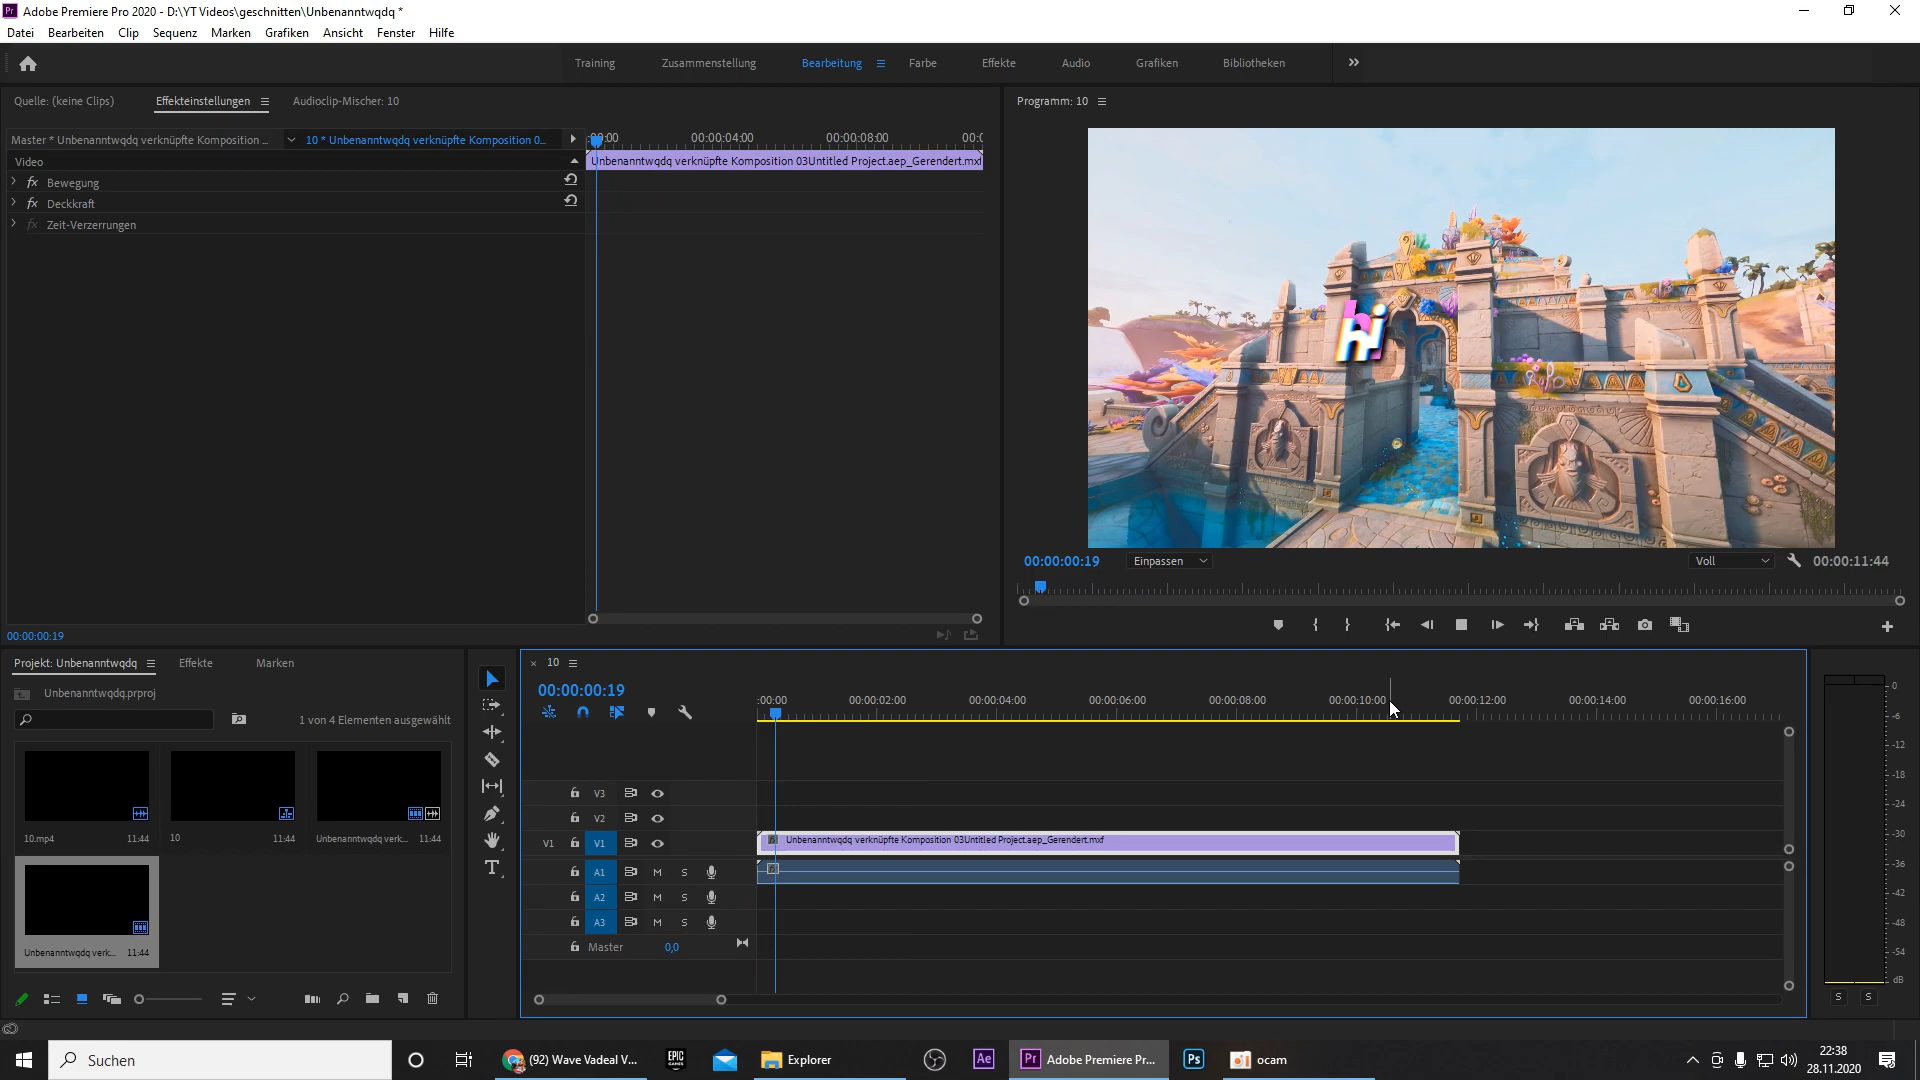 Adobe Premiere Pro 2020 - D:\YT Videos\geschnitten\Unbenanntwqdq *
Datei Bearbeiten Clip Sequenz Marken Grafiken Ansicht Fenster Hilfe
Training Zusammenstellung Bearbeitung Farbe Effekte Audio Grafiken Bibliotheken
Quelle: (keine Clips) Effekteinstellungen Audioclip-Mischer: 10
Programm: 10
Master * Unbenanntwqdq verknüpfte Komposition ... 10 * Unbenanntwqdq verknüpfte Komposition 0...
:00:00 00:00:04:00 00:00:08:00 00:0
Video
Unbenanntwqdq verknüpfte Komposition 03Untitled Project.aep_Gerendert.mxf
fx Bewegung
fx Deckkraft
fx Zeit-Verzerrungen
hi
00:00:00:19 Einpassen Voll 00:00:11:44
00:00:00:19
Projekt: Unbenanntwqdq Effekte Marken
Unbenanntwqdq.prproj
1 von 4 Elementen ausgewählt
10.mp4 11:44
10 11:44
Unbenanntwqdq verk... 11:44
Unbenanntwqdq verk... 11:44
10
00:00:00:19
:00:00 00:00:02:00 00:00:04:00 00:00:06:00 00:00:08:00 00:00:10:00 00:00:12:00 00:00:14:00 00:00:16:00
V3
V2
V1 V1 Unbenanntwqdq verknüpfte Komposition 03Untitled Project.aep_Gerendert.mxf
A1 M S
A2 M S
A3 M S
Master 0,0
0
-6
-12
-18
-24
-30
-36
-42
-48
-54
dB
S S
Suchen
(92) Wave Vadeal V...
EPIC GAMES
Explorer
Ae
Pr Adobe Premiere Pr...
Ps
ocam
22:38
28.11.2020